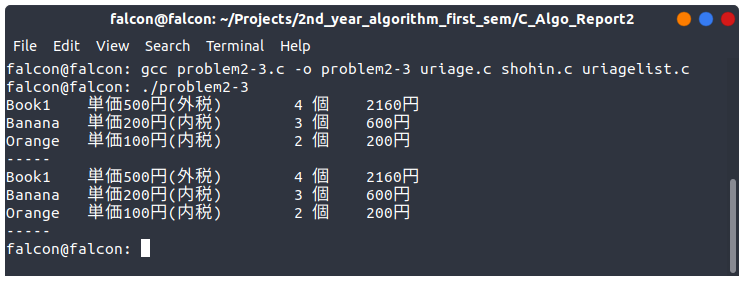 falcon@falcon: ~/Projects/2nd_year_algorithm_first_sem/C_Algo_Report2
File Edit View Search Terminal Help
falcon@falcon: gcc problem2-3.c -o problem2-3 uriage.c shohin.c uriagelist.c
falcon@falcon: ./problem2-3
Book1 単価500円(外税) 4 個 2160円
Banana 単価200円(内税) 3 個 600円
Orange 単価100円(内税) 2 個 200円
-----
Book1 単価500円(外税) 4 個 2160円
Banana 単価200円(内税) 3 個 600円
Orange 単価100円(内税) 2 個 200円
-----
falcon@falcon: